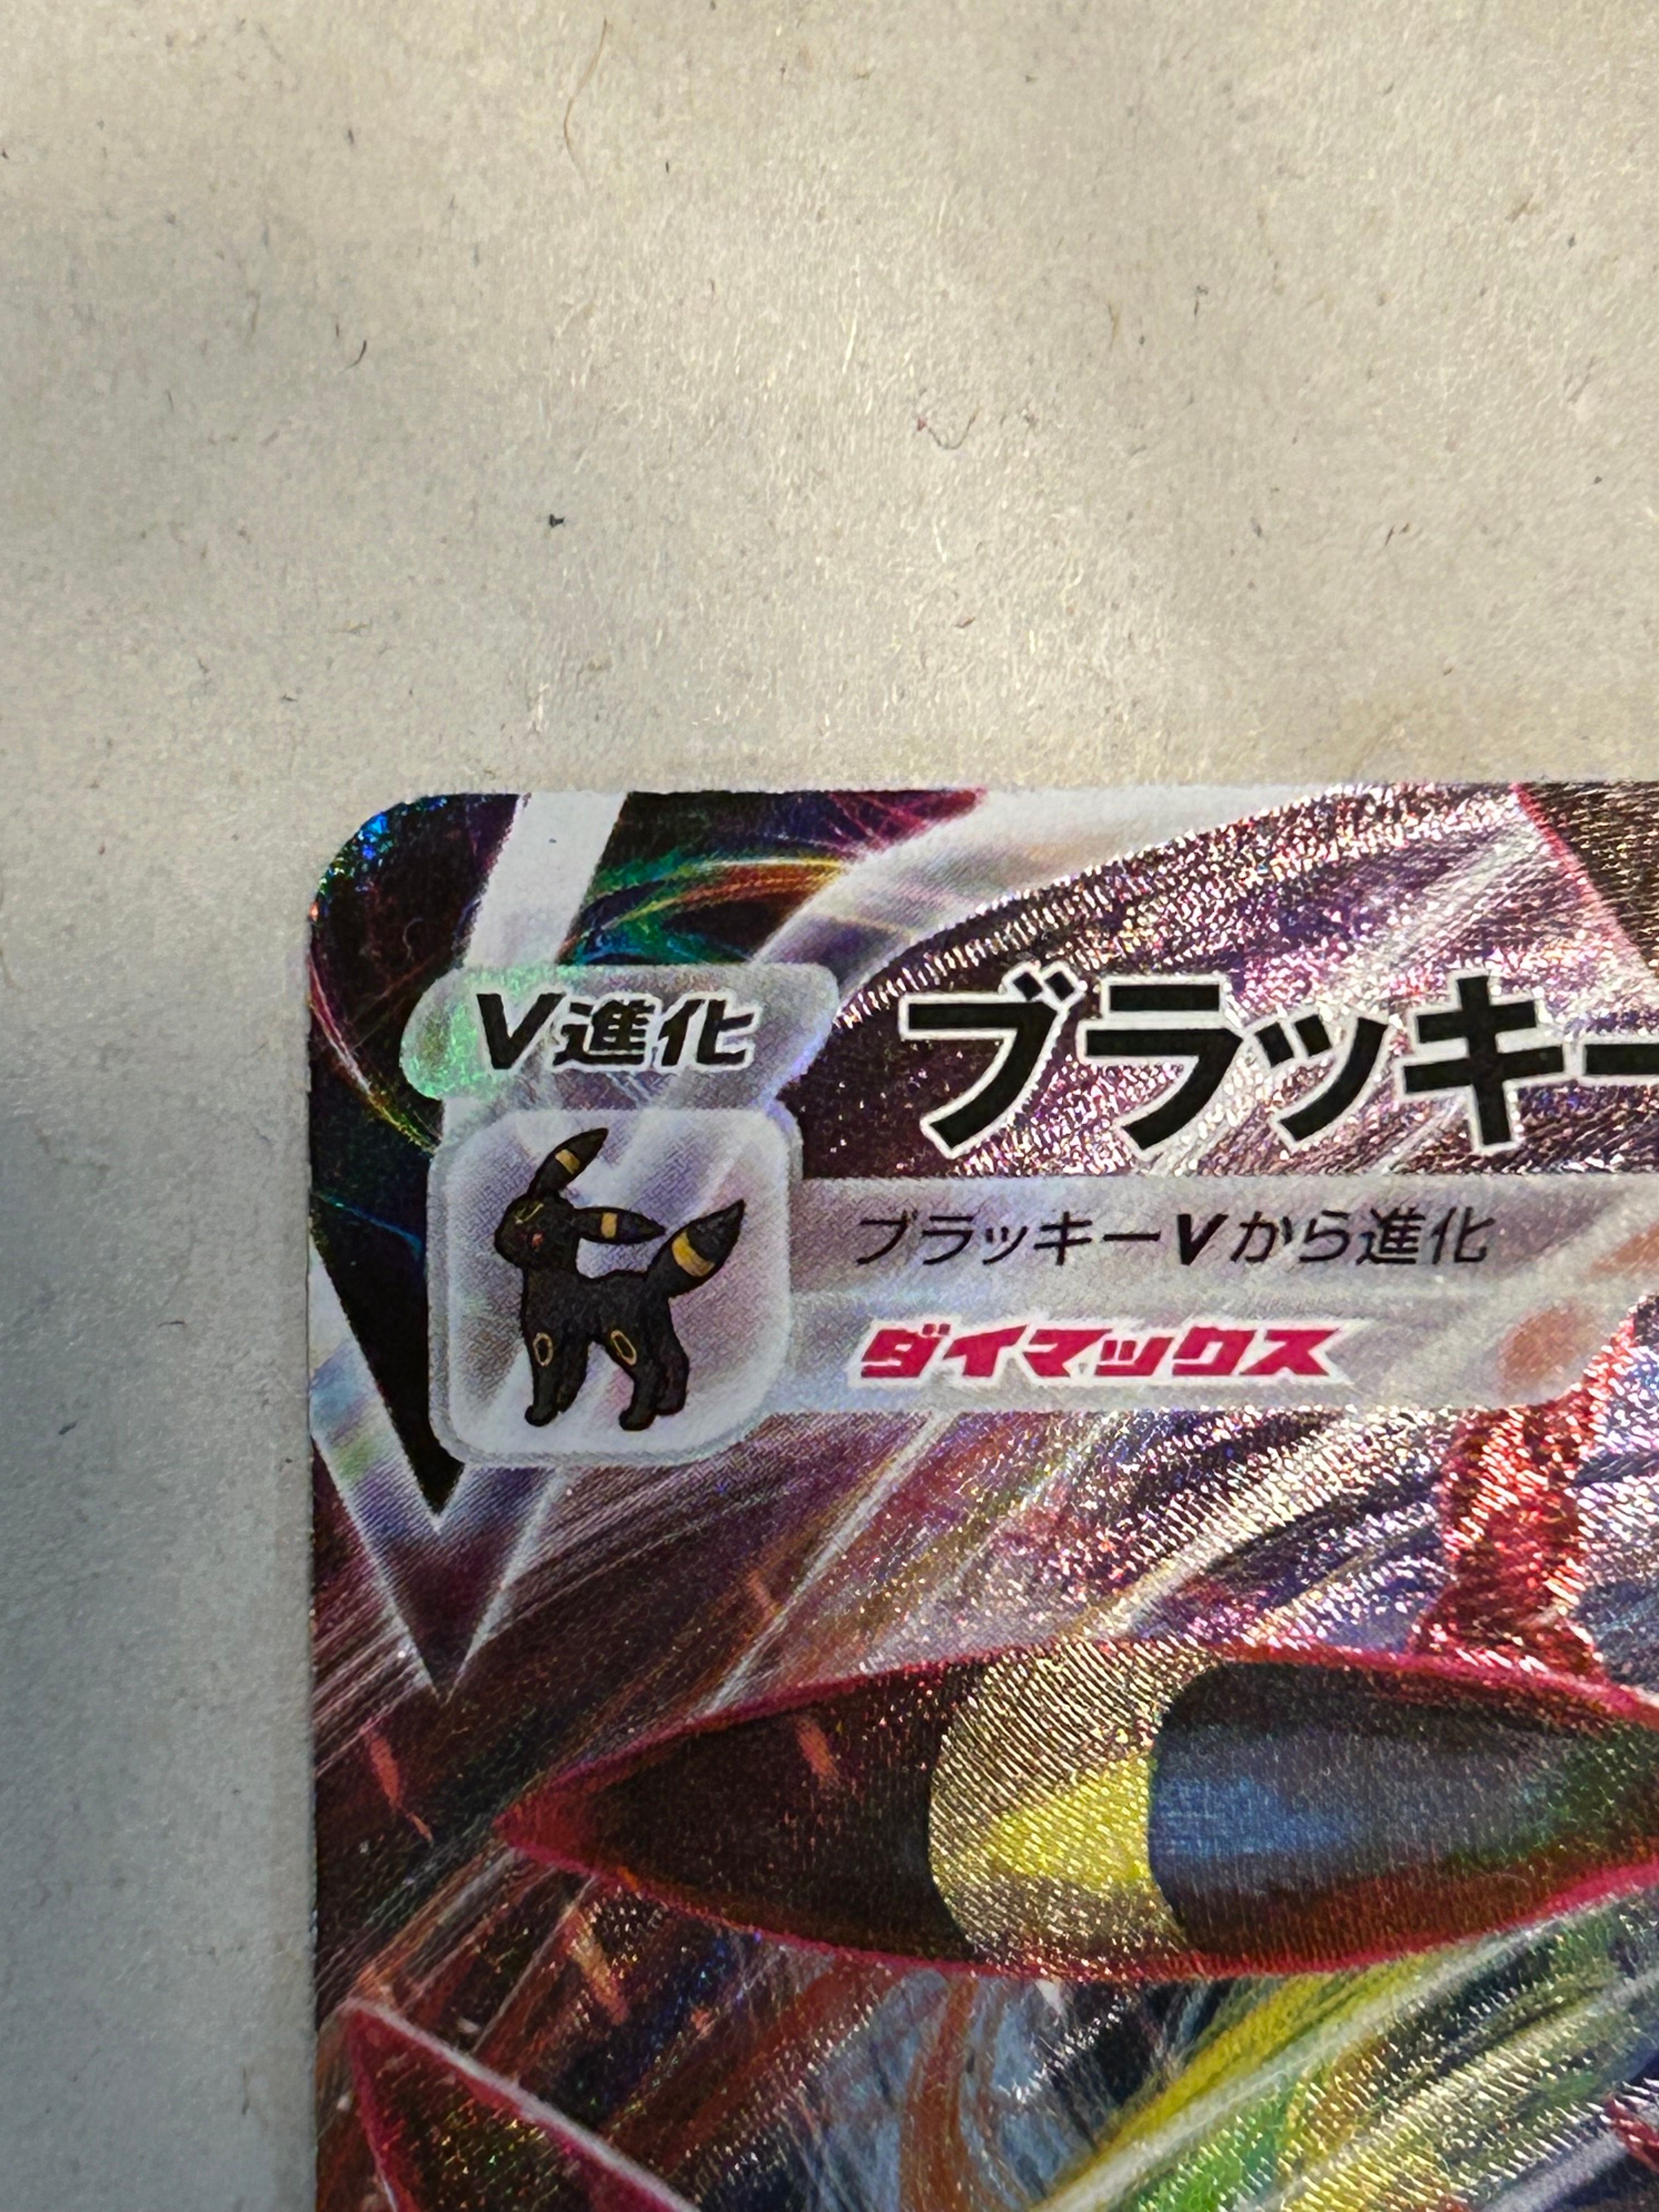 V進化
ブラッキー
ブラッキーVから進化
ダイマックス